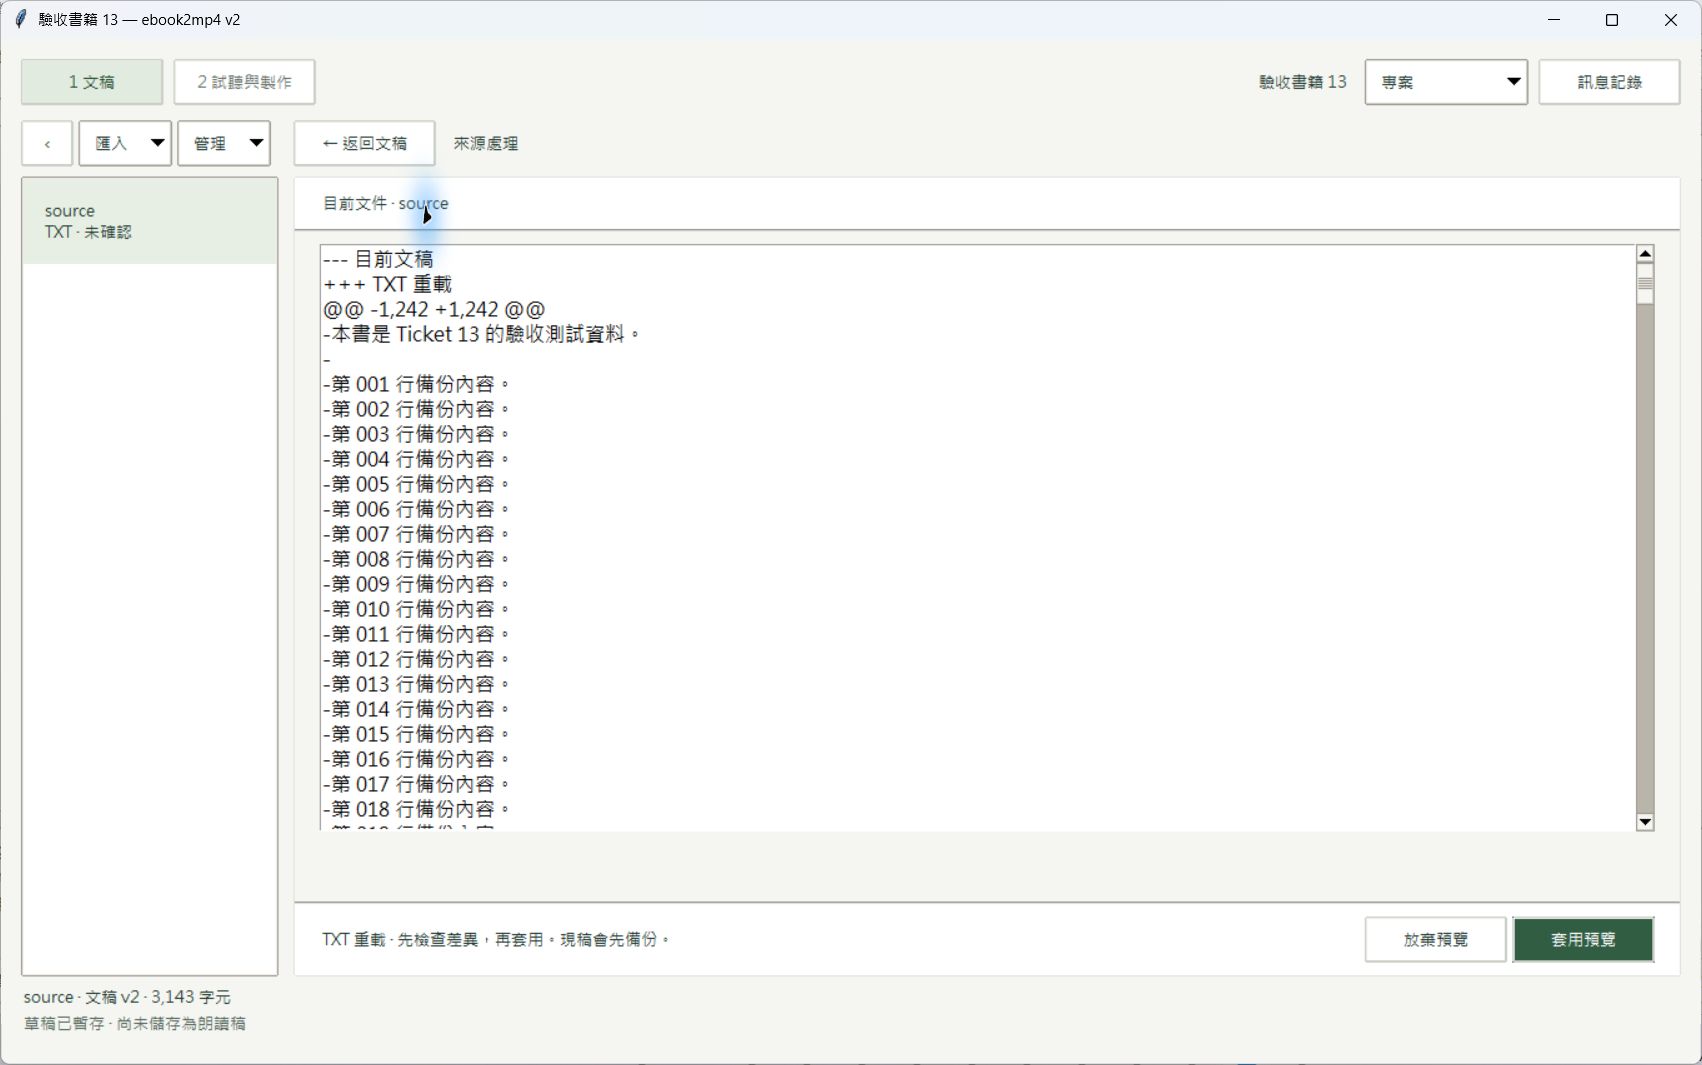 驗收書籍 13 — ebook2mp4 v2
1 文稿
2 試聽與製作
驗收書籍 13
專案
訊息記錄
‹
匯入
管理
← 返回文稿
來源處理
source
TXT · 未確認
目前文件 · source
--- 目前文稿
+++ TXT 重載
@@ -1,242 +1,242 @@
-本書是 Ticket 13 的驗收測試資料。
-
-第 001 行備份內容。
-第 002 行備份內容。
-第 003 行備份內容。
-第 004 行備份內容。
-第 005 行備份內容。
-第 006 行備份內容。
-第 007 行備份內容。
-第 008 行備份內容。
-第 009 行備份內容。
-第 010 行備份內容。
-第 011 行備份內容。
-第 012 行備份內容。
-第 013 行備份內容。
-第 014 行備份內容。
-第 015 行備份內容。
-第 016 行備份內容。
-第 017 行備份內容。
-第 018 行備份內容。
TXT 重載 · 先檢查差異，再套用。現稿會先備份。
放棄預覽
套用預覽
source · 文稿 v2 · 3,143 字元
草稿已暫存 · 尚未儲存為朗讀稿